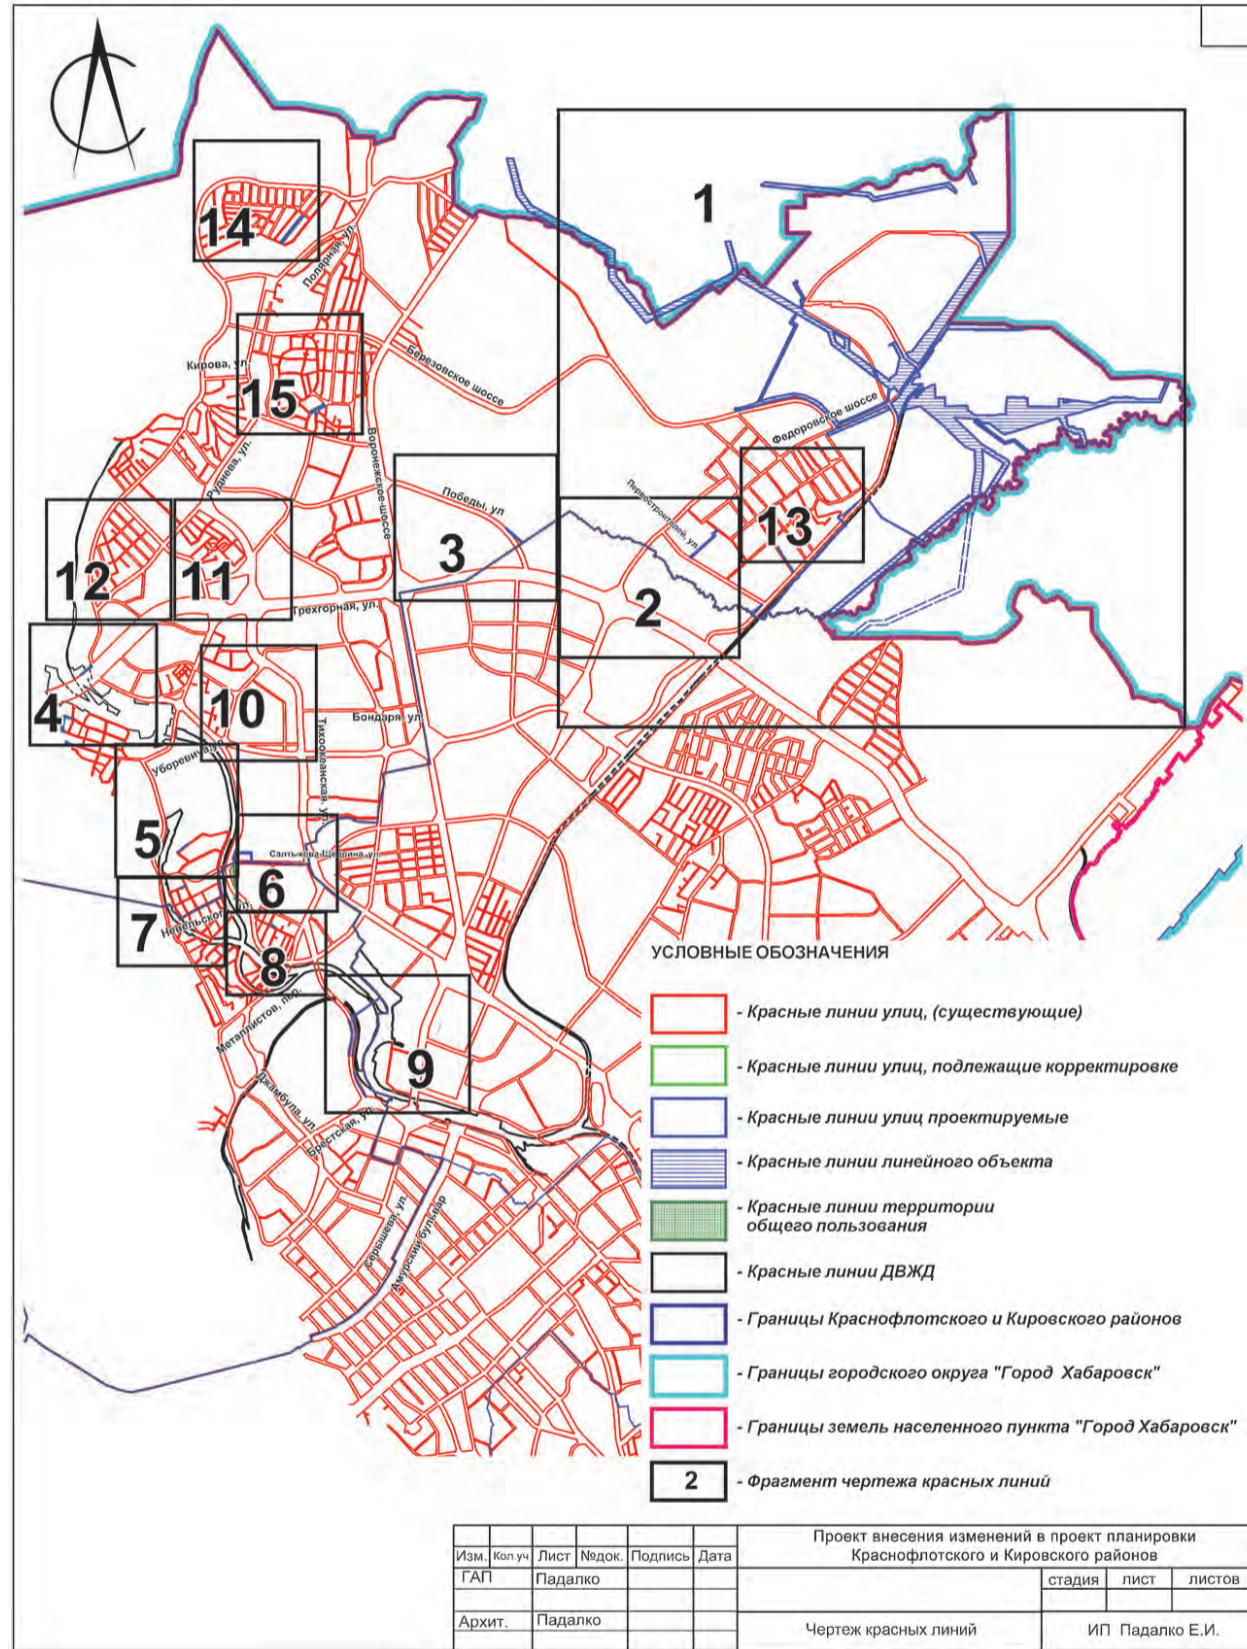 1
14
Полярная, ул.
15
Кирова, ул.
Березовское шоссе
Руднева, ул.
Воронежское-шоссе
Федоровское шоссе
Победы, ул
Первостроителей, ул.
13
3
12
11
2
Трехгорная, ул.
4
10
Бондаря, ул
Тихоокеанская, ул.
Уборевича, ул.
5
Салтыкова-Щедрина, ул.
6
7
Невельского, ул.
8
Металлистов, пер.
9
Джамбула, ул.
Брестская, ул.
Серышева, ул.
Амурский бульвар
УСЛОВНЫЕ ОБОЗНАЧЕНИЯ
- Красные линии улиц, (существующие)
- Красные линии улиц, подлежащие корректировке
- Красные линии улиц проектируемые
- Красные линии линейного объекта
- Красные линии территории
общего пользования
- Красные линии ДВЖД
- Границы Краснофлотского и Кировского районов
- Границы городского округа "Город Хабаровск"
- Границы земель населенного пункта "Город Хабаровск"
2 - Фрагмент чертежа красных линий
Проект внесения изменений в проект планировки
Краснофлотского и Кировского районов
Изм. Кол.уч Лист №док. Подпись Дата
ГАП Падалко
стадия лист листов
Архит. Падалко
Чертеж красных линий
ИП Падалко Е.И.